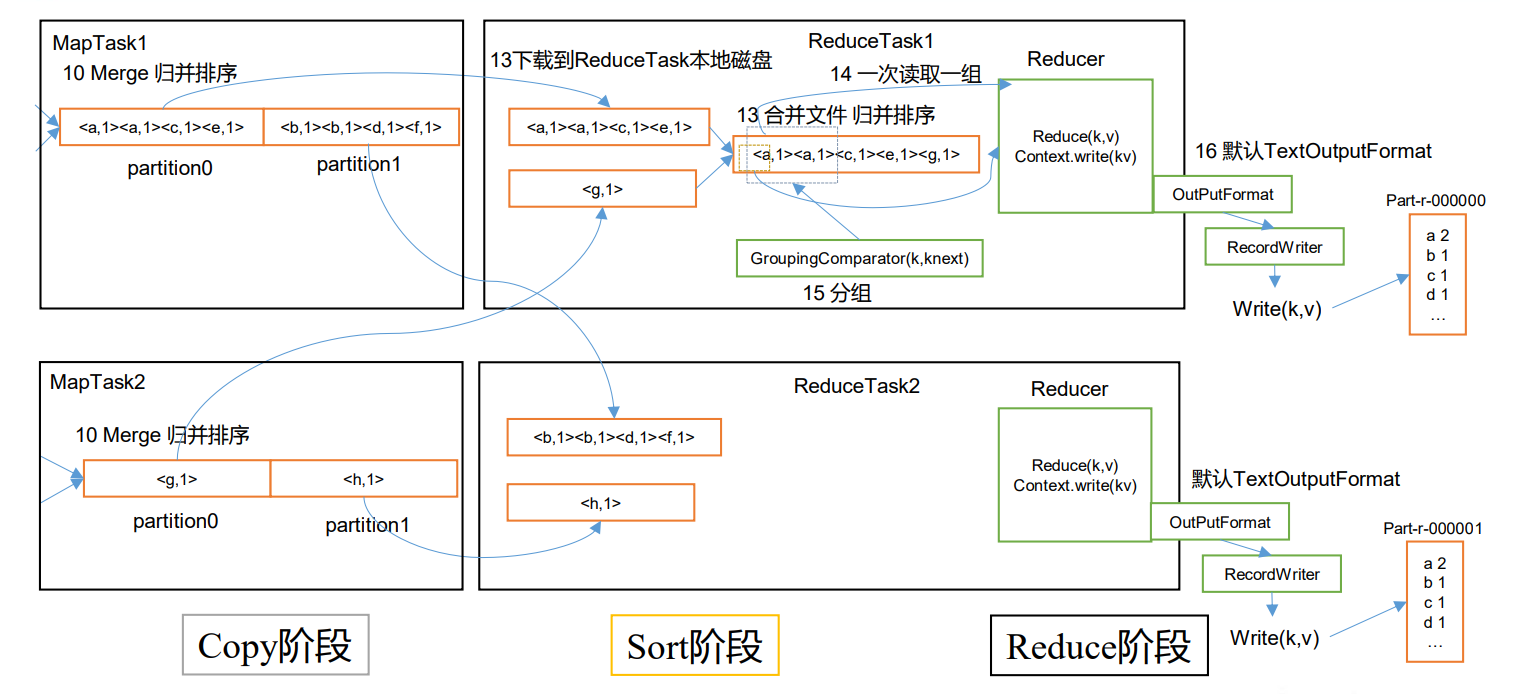 MapTask1
10 Merge 归并排序
<a,1><a,1><c,1><e,1>
<b,1><b,1><d,1><f,1>
partition0
partition1
ReduceTask1
13下载到ReduceTask本地磁盘
14 一次读取一组
Reducer
13 合并文件 归并排序
<a,1><a,1><c,1><e,1>
<a,1><a,1><c,1><e,1><g,1>
<g,1>
Reduce(k,v)
Context.write(kv)
GroupingComparator(k,knext)
15 分组
16 默认TextOutputFormat
OutPutFormat
RecordWriter
Write(k,v)
Part-r-000000
a 2
b 1
c 1
d 1
...
MapTask2
10 Merge 归并排序
<g,1>
<h,1>
partition0
partition1
ReduceTask2
Reducer
<b,1><b,1><d,1><f,1>
<h,1>
Reduce(k,v)
Context.write(kv)
默认TextOutputFormat
OutPutFormat
RecordWriter
Write(k,v)
Part-r-000001
a 2
b 1
c 1
d 1
...
Copy阶段
Sort阶段
Reduce阶段